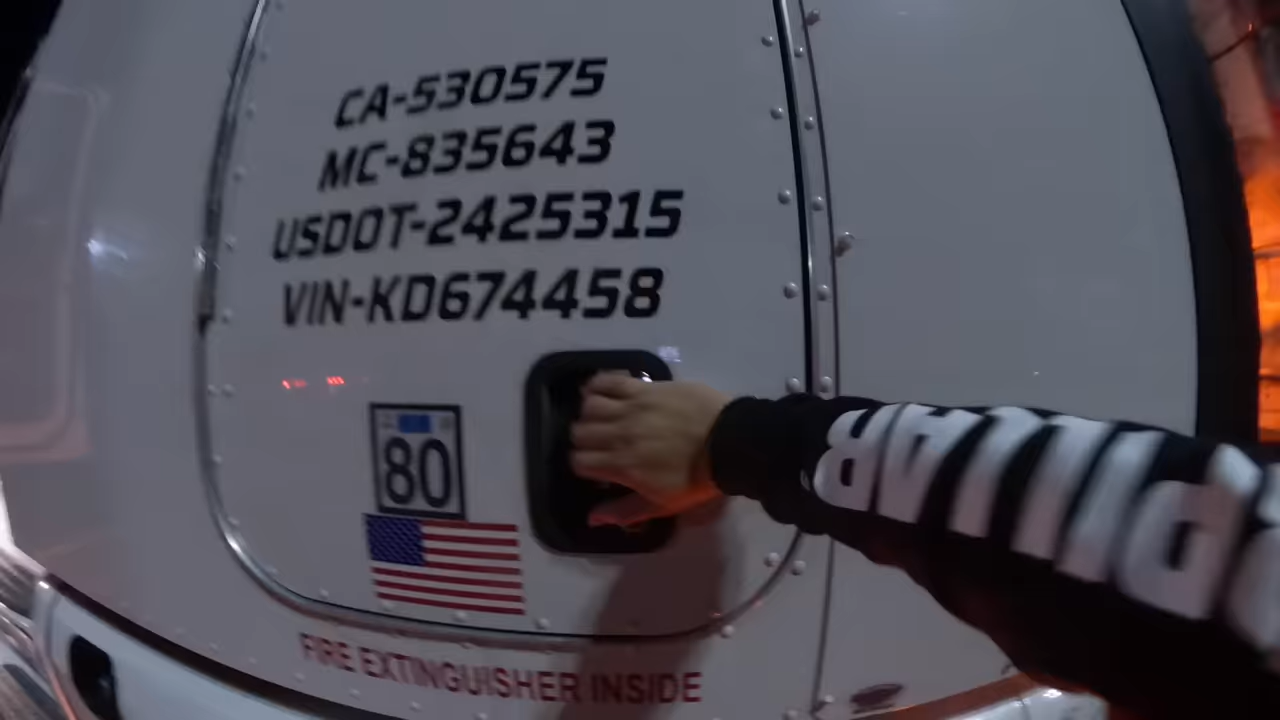 CA-530575
MC-835643
USDOT-2425315
VIN-KD674458
80
FIRE EXTINGUISHER INSIDE